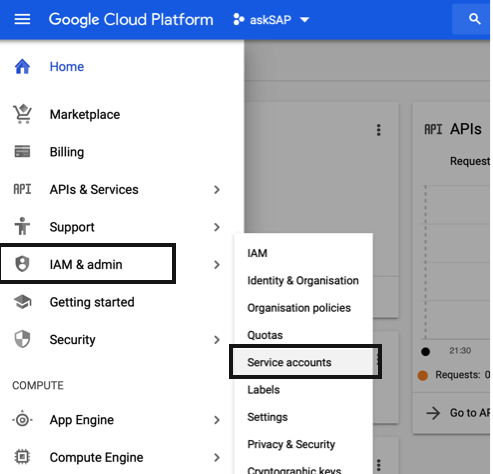 Google Cloud Platform askSAP
Home
Marketplace
Billing
API APIs & Services
Support
IAM & admin
Getting started
Security
COMPUTE
App Engine
Compute Engine
IAM
Identity & Organisation
Organisation policies
Quotas
Service accounts
Labels
Settings
Privacy & Security
Cryptographic keys
API APIs
Reques
21:30
Requests: 0
Go to AP